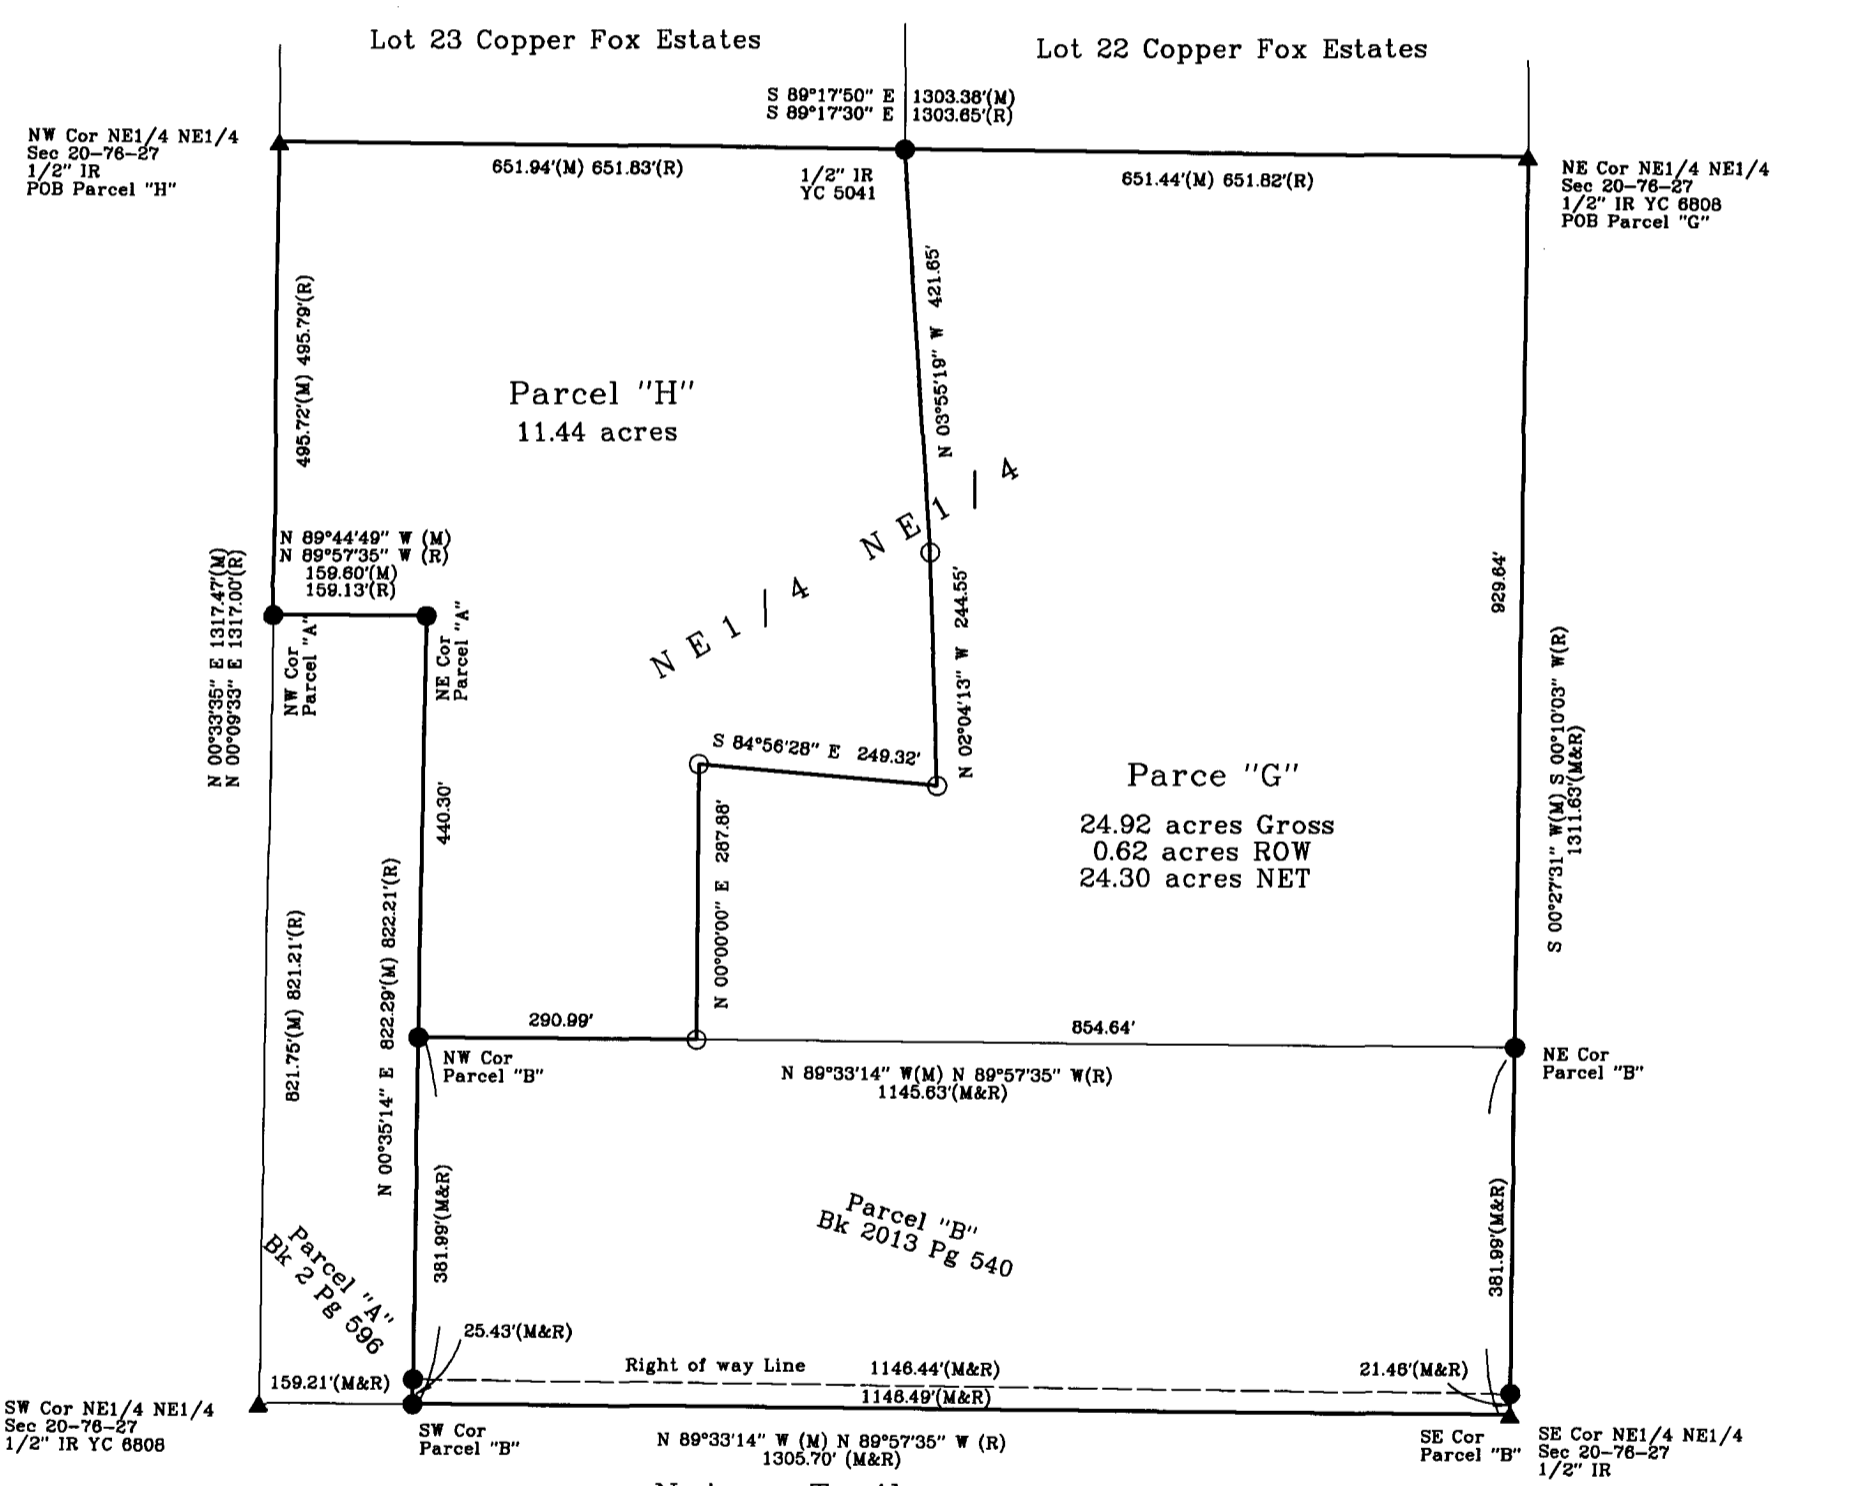 Lot 23 Copper Fox Estates
Lot 22 Copper Fox Estates
S 89°17'50" E 1303.38'(M)
S 89°17'30" E 1303.65'(R)
NW Cor NE1/4 NE1/4
Sec 20-76-27
1/2" IR
POB Parcel "H"
651.94'(M) 651.83'(R)
1/2" IR
YC 5041
651.44'(M) 651.82'(R)
NE Cor NE1/4 NE1/4
Sec 20-76-27
1/2" IR YC 6808
POB Parcel "G"
495.72'(M) 495.79'(R)
N 03°55'19" W 421.65'
Parcel "H"
11.44 acres
NE1/4 NE1/4
N 89°44'49" W (M)
N 89°57'35" W (R)
159.60'(M)
159.13'(R)
N 00°33'35" E 1317.47'(M)
N 00°09'33" E 1317.00'(R)
NW Cor
Parcel "A"
NE Cor
Parcel "A"
N 02°04'13" W 244.55'
929.64'
S 00°27'31" W(M) S 00°10'03" W(R)
1311.63'(M&R)
S 84°56'28" E 249.32'
440.30'
N 00°00'00" E 287.88'
Parce "G"
24.92 acres Gross
0.62 acres ROW
24.30 acres NET
821.75'(M) 821.21'(R)
N 00°35'14" E 822.29'(M) 822.21'(R)
290.99'
854.64'
NW Cor
Parcel "B"
N 89°33'14" W(M) N 89°57'35" W(R)
1145.63'(M&R)
NE Cor
Parcel "B"
381.99'(M&R)
Parcel "B"
Bk 2013 Pg 540
381.99'(M&R)
Parcel "A"
Bk 2 Pg 596
25.43'(M&R)
Right of way Line 1146.44'(M&R)
21.46'(M&R)
159.21'(M&R)
1146.49'(M&R)
SW Cor NE1/4 NE1/4
Sec 20-76-27
1/2" IR YC 6808
SW Cor
Parcel "B"
N 89°33'14" W (M) N 89°57'35" W (R)
1305.70' (M&R)
SE Cor
Parcel "B"
SE Cor NE1/4 NE1/4
Sec 20-76-27
1/2" IR